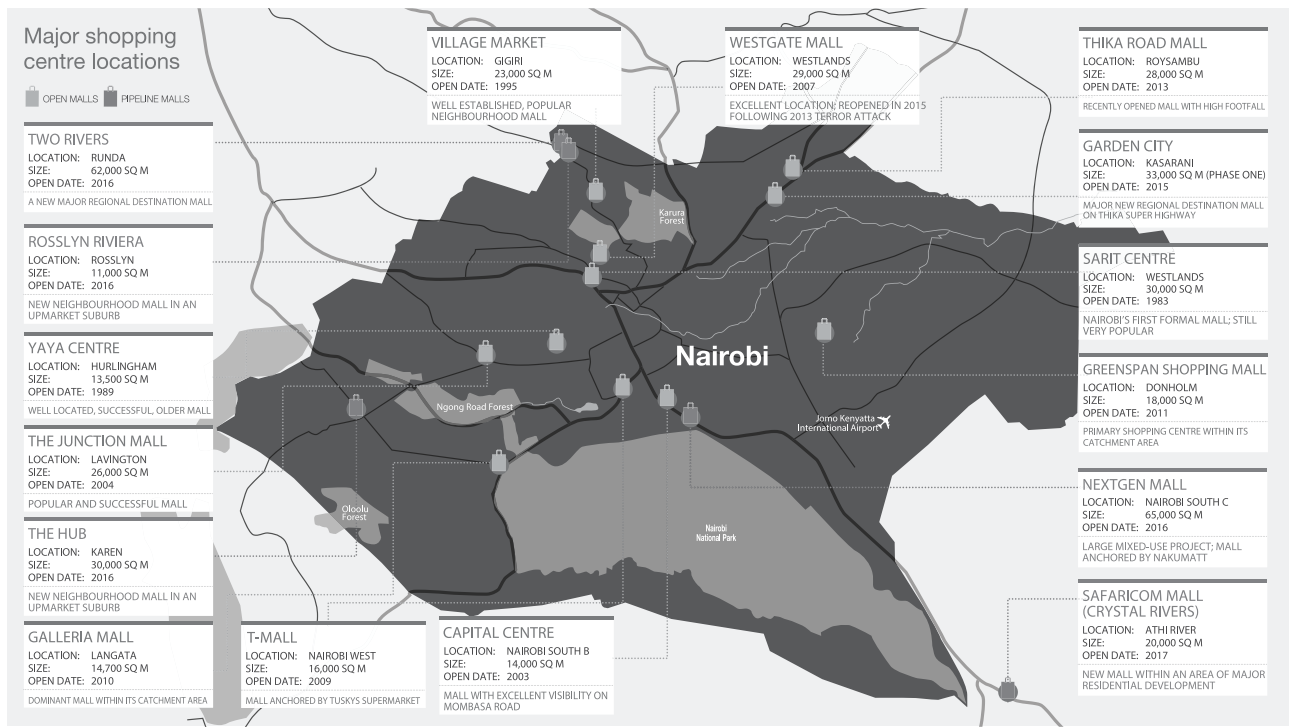 Major shopping
centre locations
OPEN MALLS
PIPELINE MALLS
TWO RIVERS
LOCATION: RUNDA
SIZE: 62,000 SQ M
OPEN DATE: 2016
A NEW MAJOR REGIONAL DESTINATION MALL
ROSSLYN RIVIERA
LOCATION: ROSSLYN
SIZE: 11,000 SQ M
OPEN DATE: 2016
NEW NEIGHBOURHOOD MALL IN AN
UPMARKET SUBURB
YAYA CENTRE
LOCATION: HURLINGHAM
SIZE: 13,500 SQ M
OPEN DATE: 1989
WELL LOCATED, SUCCESSFUL, OLDER MALL
THE JUNCTION MALL
LOCATION: LAVINGTON
SIZE: 26,000 SQ M
OPEN DATE: 2004
POPULAR AND SUCCESSFUL MALL
THE HUB
LOCATION: KAREN
SIZE: 30,000 SQ M
OPEN DATE: 2016
NEW NEIGHBOURHOOD MALL IN AN
UPMARKET SUBURB
GALLERIA MALL
LOCATION: LANGATA
SIZE: 14,700 SQ M
OPEN DATE: 2010
DOMINANT MALL WITHIN ITS CATCHMENT AREA
T-MALL
LOCATION: NAIROBI WEST
SIZE: 16,000 SQ M
OPEN DATE: 2009
MALL ANCHORED BY TUSKYS SUPERMARKET
CAPITAL CENTRE
LOCATION: NAIROBI SOUTH B
SIZE: 14,000 SQ M
OPEN DATE: 2003
MALL WITH EXCELLENT VISIBILITY ON
MOMBASA ROAD
VILLAGE MARKET
LOCATION: GIGIRI
SIZE: 23,000 SQ M
OPEN DATE: 1995
WELL ESTABLISHED, POPULAR
NEIGHBOURHOOD MALL
WESTGATE MALL
LOCATION: WESTLANDS
SIZE: 29,000 SQ M
OPEN DATE: 2007
EXCELLENT LOCATION; REOPENED IN 2015
FOLLOWING 2013 TERROR ATTACK
Karura
Forest
Nairobi
Ngong Road Forest
Jomo Kenyatta
International Airport
Oloolu
Forest
Nairobi
National Park
THIKA ROAD MALL
LOCATION: ROYSAMBU
SIZE: 28,000 SQ M
OPEN DATE: 2013
RECENTLY OPENED MALL WITH HIGH FOOTFALL
GARDEN CITY
LOCATION: KASARANI
SIZE: 33,000 SQ M (PHASE ONE)
OPEN DATE: 2015
MAJOR NEW REGIONAL DESTINATION MALL
ON THIKA SUPER HIGHWAY
SARIT CENTRE
LOCATION: WESTLANDS
SIZE: 30,000 SQ M
OPEN DATE: 1983
NAIROBI'S FIRST FORMAL MALL; STILL
VERY POPULAR
GREENSPAN SHOPPING MALL
LOCATION: DONHOLM
SIZE: 18,000 SQ M
OPEN DATE: 2011
PRIMARY SHOPPING CENTRE WITHIN ITS
CATCHMENT AREA
NEXTGEN MALL
LOCATION: NAIROBI SOUTH C
SIZE: 65,000 SQ M
OPEN DATE: 2016
LARGE MIXED-USE PROJECT; MALL
ANCHORED BY NAKUMATT
SAFARICOM MALL
(CRYSTAL RIVERS)
LOCATION: ATHI RIVER
SIZE: 20,000 SQ M
OPEN DATE: 2017
NEW MALL WITHIN AN AREA OF MAJOR
RESIDENTIAL DEVELOPMENT